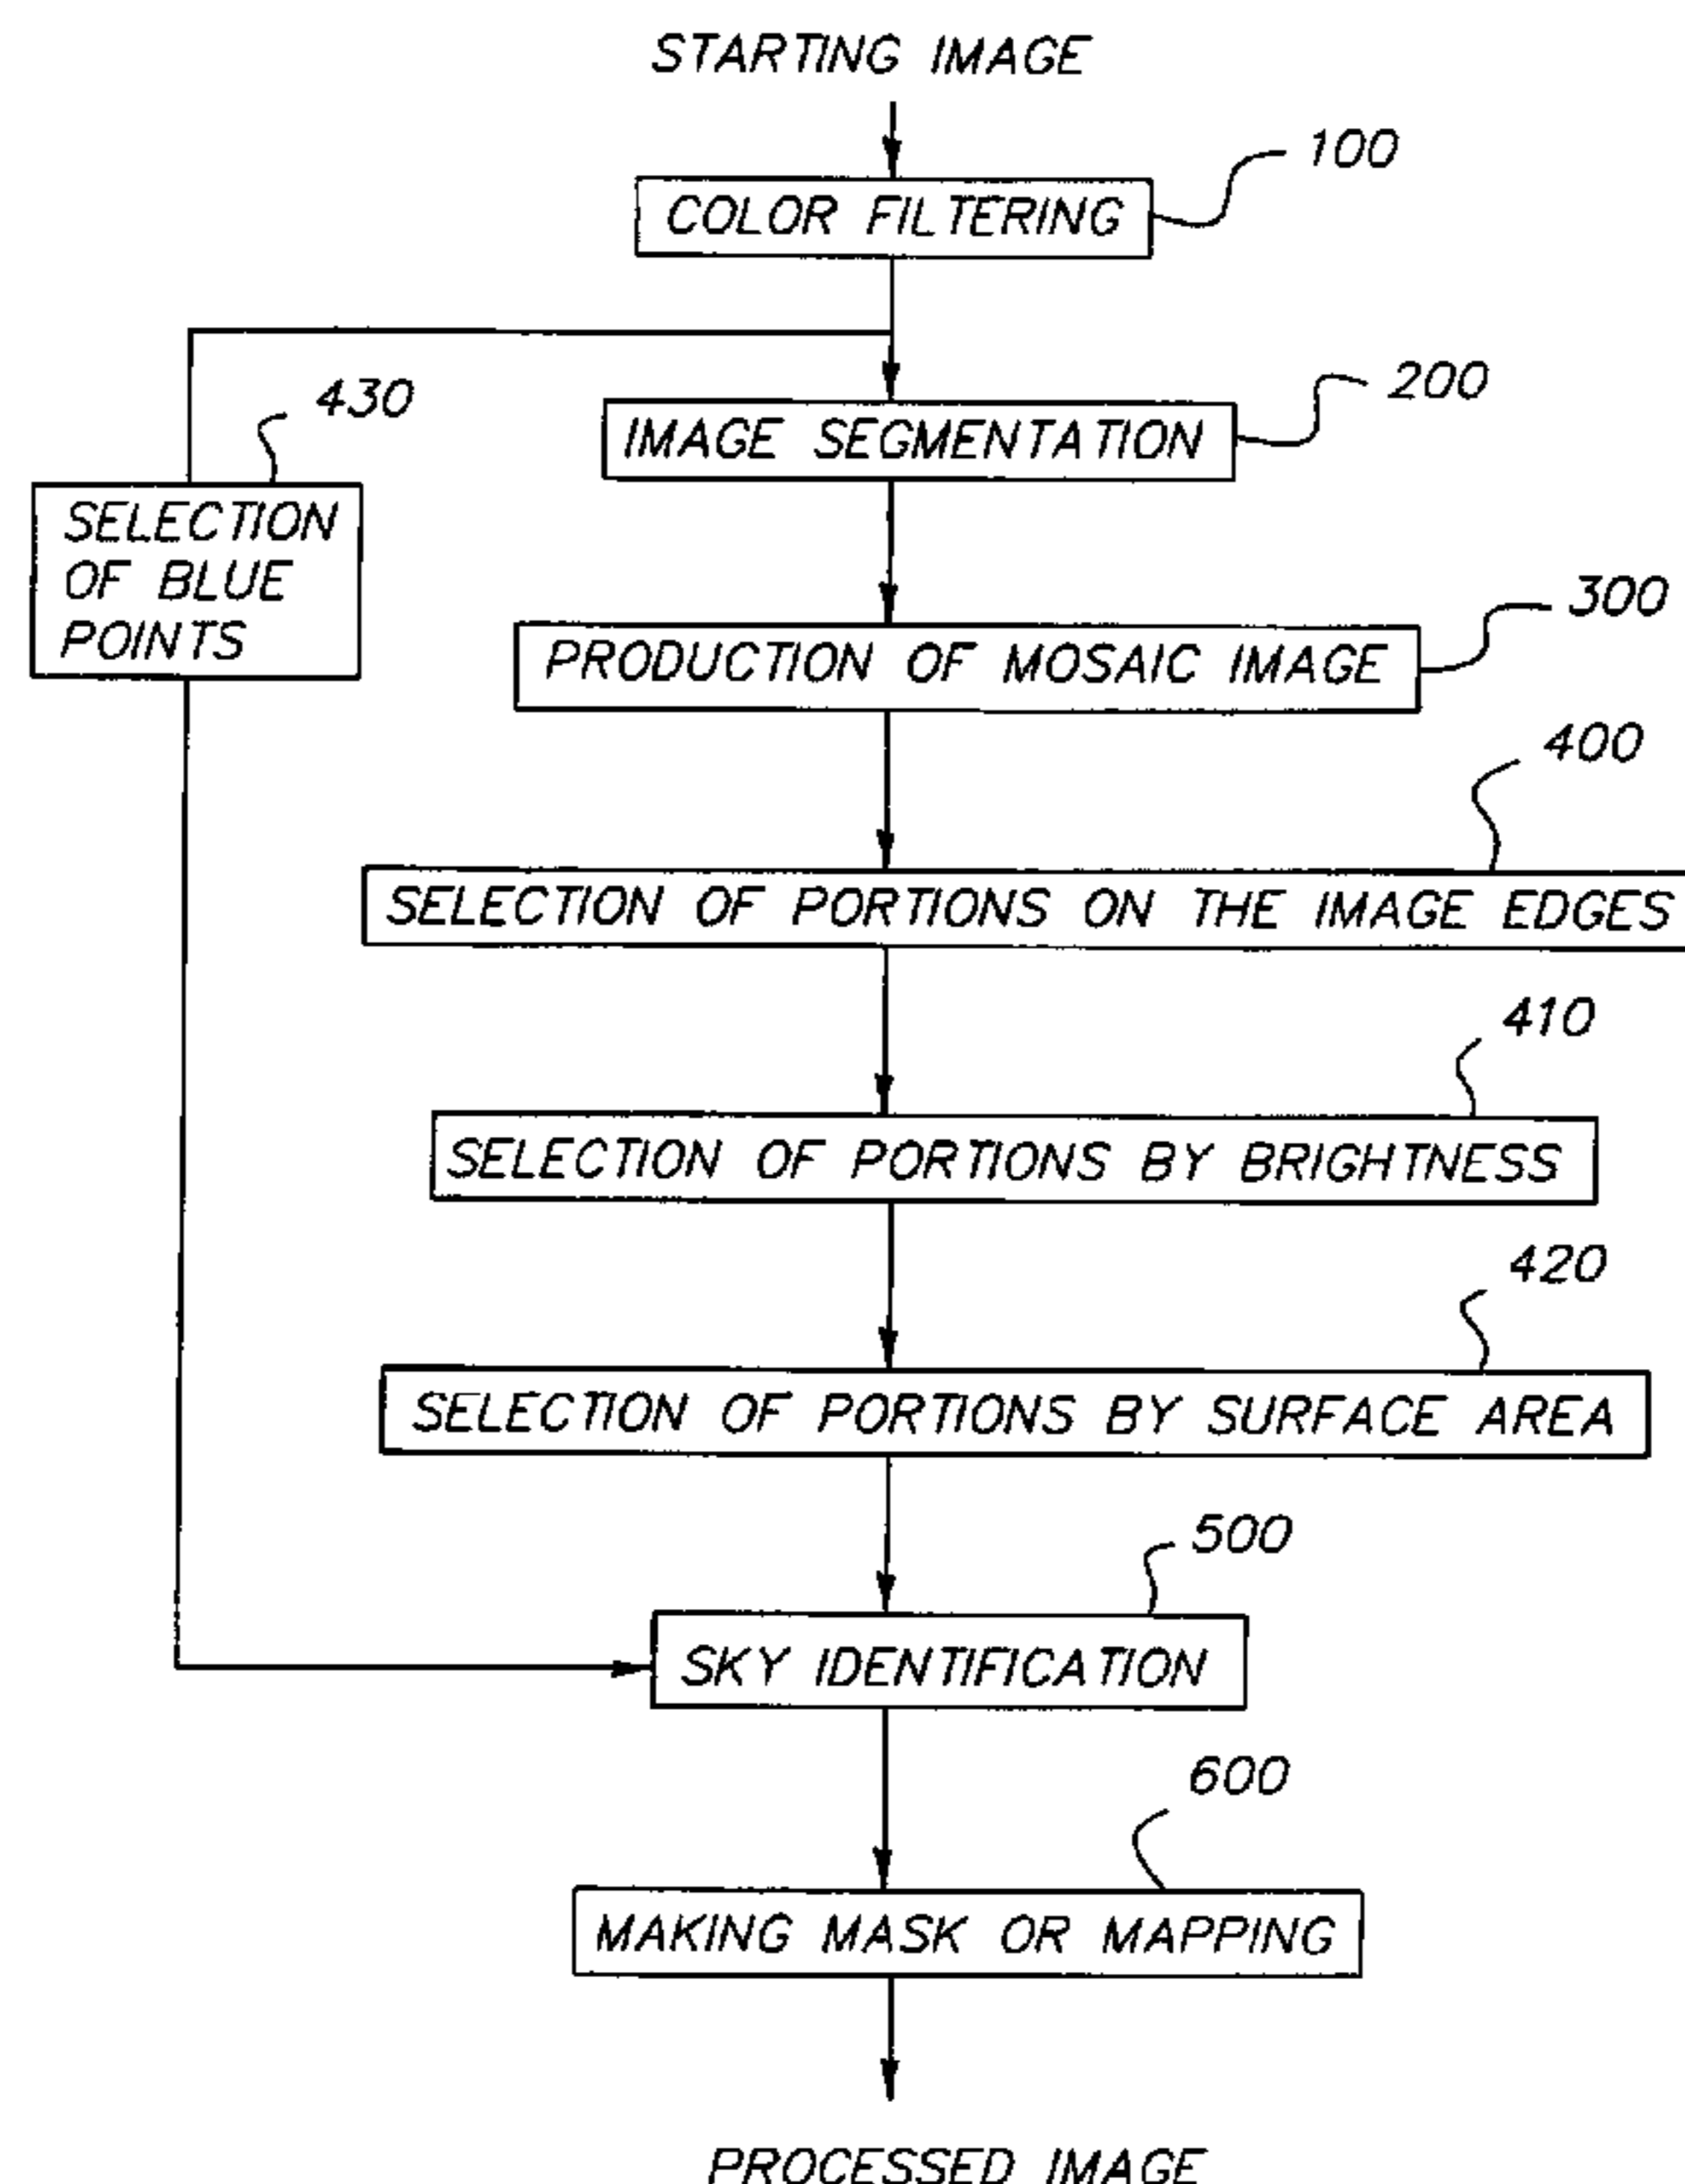 STARTING IMAGE
100
COLOR FILTERING
430
200
IMAGE SEGMENTATION
SELECTION
OF BLUE
POINTS
300
PRODUCTION OF MOSAIC IMAGE
400
SELECTION OF PORTIONS ON THE IMAGE EDGES
410
SELECTION OF PORTIONS BY BRIGHTNESS
420
SELECTION OF PORTIONS BY SURFACE AREA
500
SKY IDENTIFICATION
600
MAKING MASK OR MAPPING
PROCESSED IMAGE